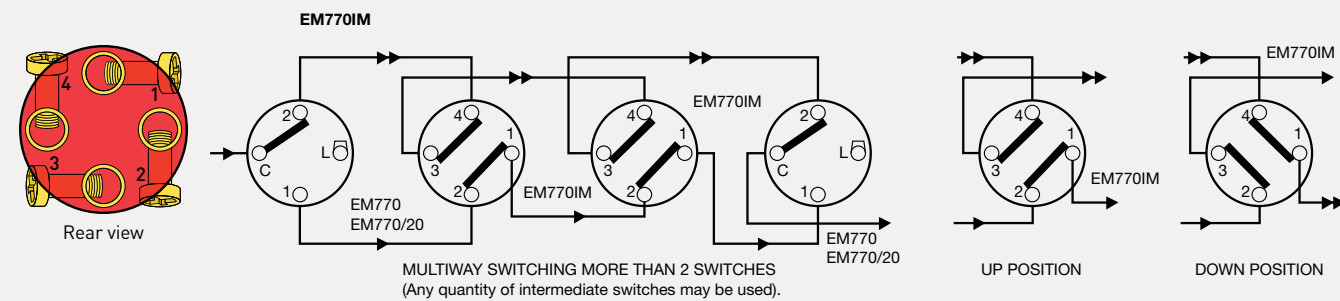 EM770IM
4
1
3
2
Rear view
2
L
C
1
EM770
EM770/20
4
1
3
2
EM770IM
4
1
3
2
EM770IM
2
L
C
1
EM770
EM770/20
MULTIWAY SWITCHING MORE THAN 2 SWITCHES
(Any quantity of intermediate switches may be used).
4
1
3
2
EM770IM
UP POSITION
4
1
3
2
EM770IM
DOWN POSITION